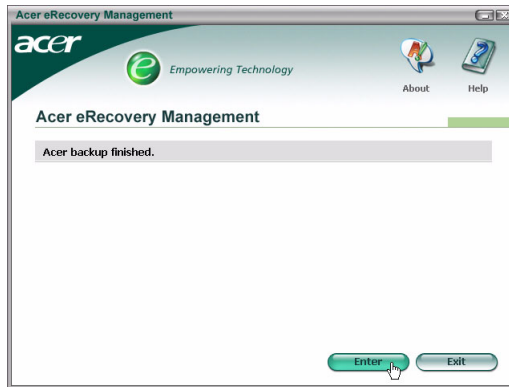 Acer eRecovery Management
acer
e Empowering Technology
About Help
Acer eRecovery Management
Acer backup finished.
Enter Exit